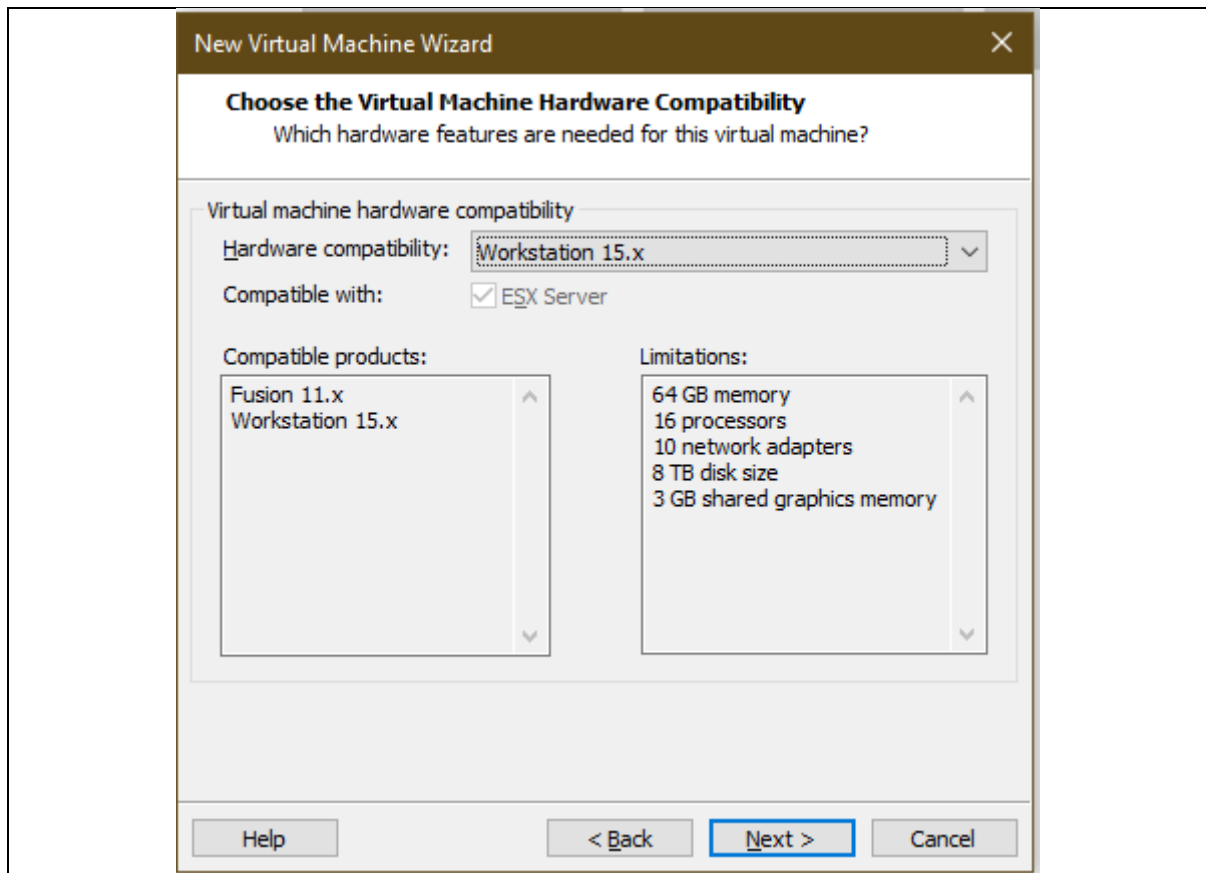 New Virtual Machine Wizard
Choose the Virtual Machine Hardware Compatibility
Which hardware features are needed for this virtual machine?
Virtual machine hardware compatibility
Hardware compatibility: Workstation 15.x
Compatible with: ESX Server
Compatible products:
Fusion 11.x
Workstation 15.x
Limitations:
64 GB memory
16 processors
10 network adapters
8 TB disk size
3 GB shared graphics memory
Help < Back Next > Cancel